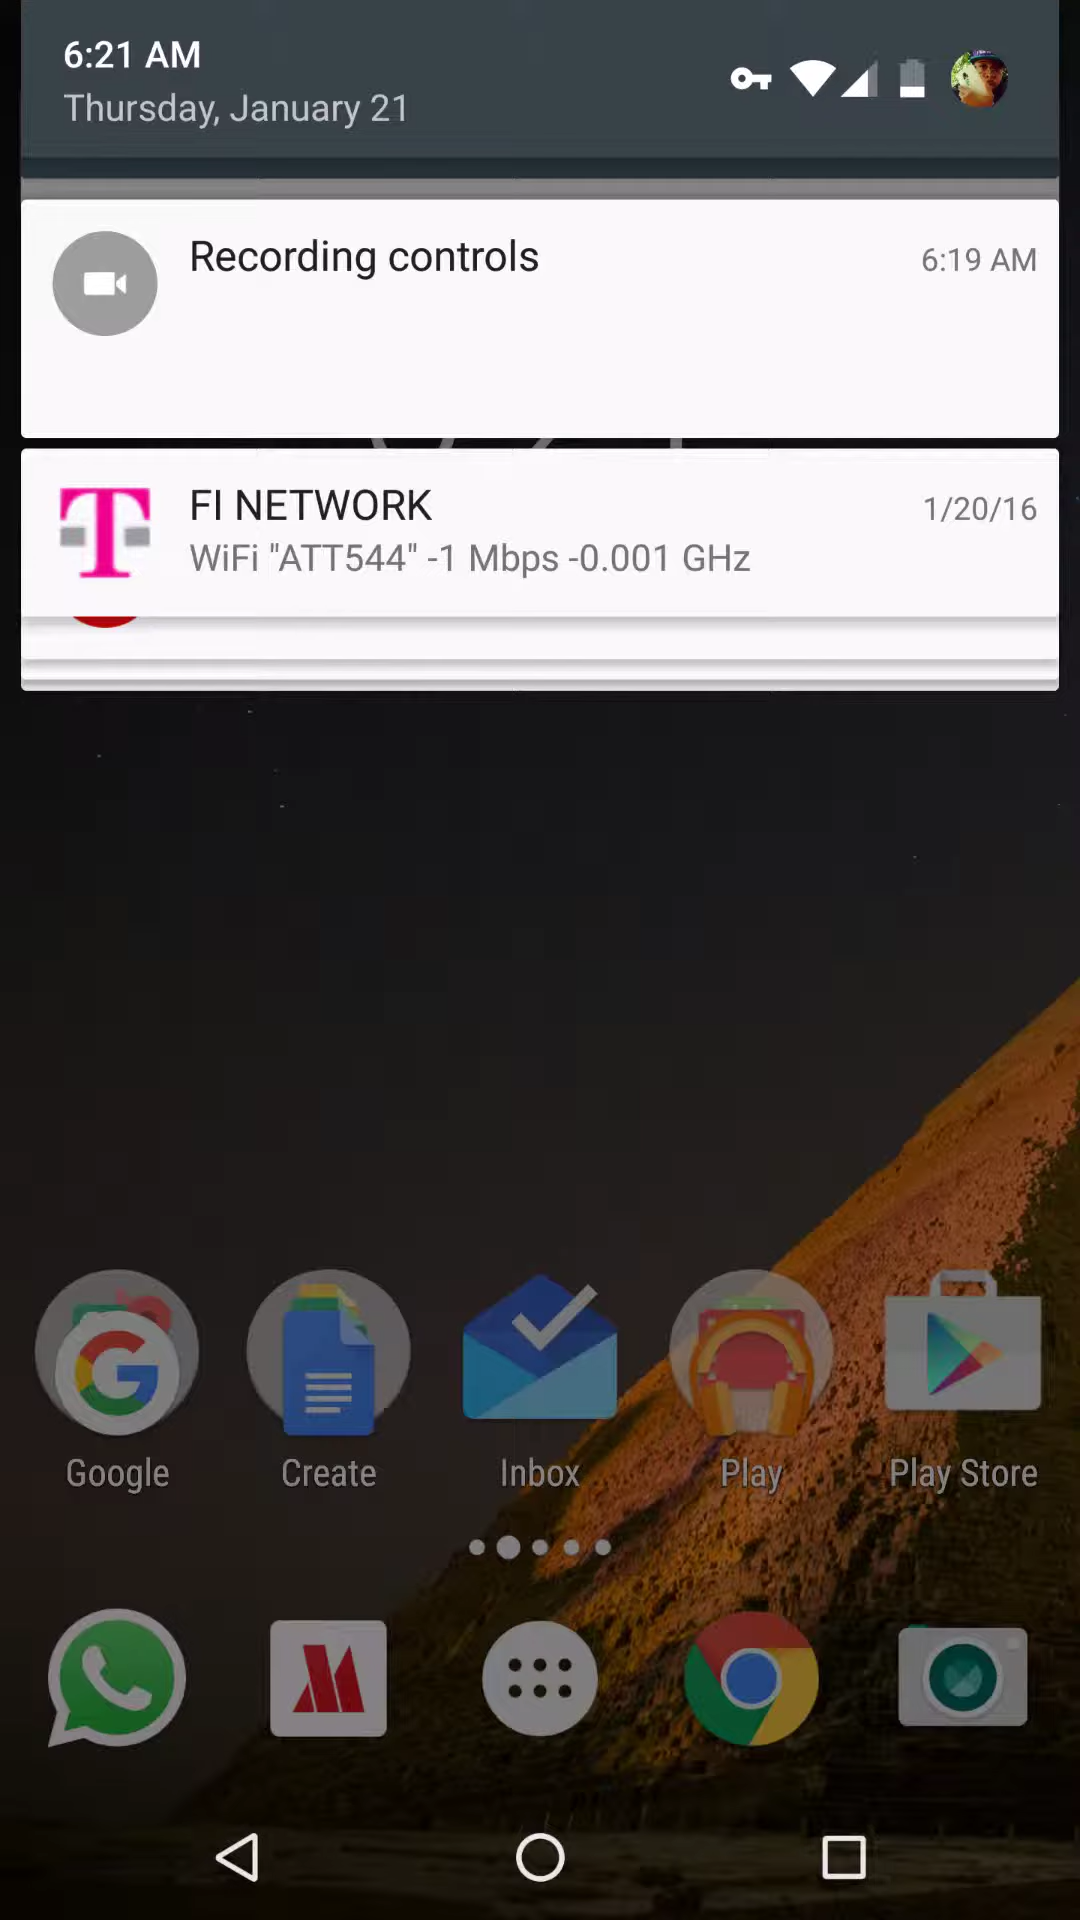 6:21 AM
Thursday, January 21
Recording controls
6:19 AM
FI NETWORK
1/20/16
WiFi "ATT544" -1 Mbps -0.001 GHz
Google
Create
Inbox
Play
Play Store